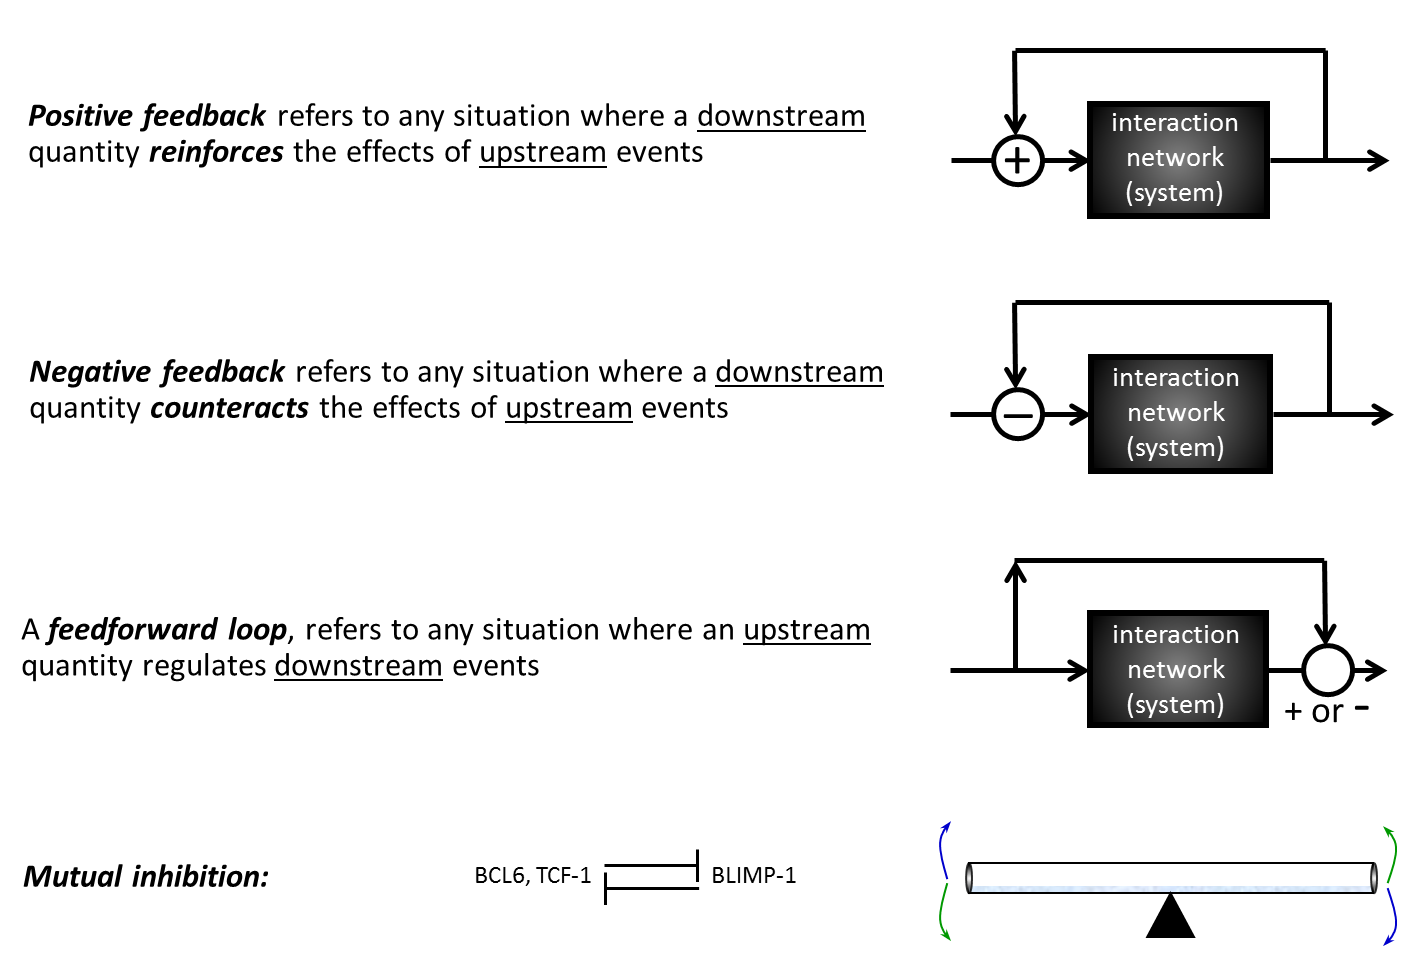 Positive feedback refers to any situation where a downstream
quantity reinforces the effects of upstream events
+
interaction
network
(system)
Negative feedback refers to any situation where a downstream
quantity counteracts the effects of upstream events
−
interaction
network
(system)
A feedforward loop, refers to any situation where an upstream
quantity regulates downstream events
interaction
network
(system)
+ or -
Mutual inhibition:
BCL6, TCF-1
BLIMP-1